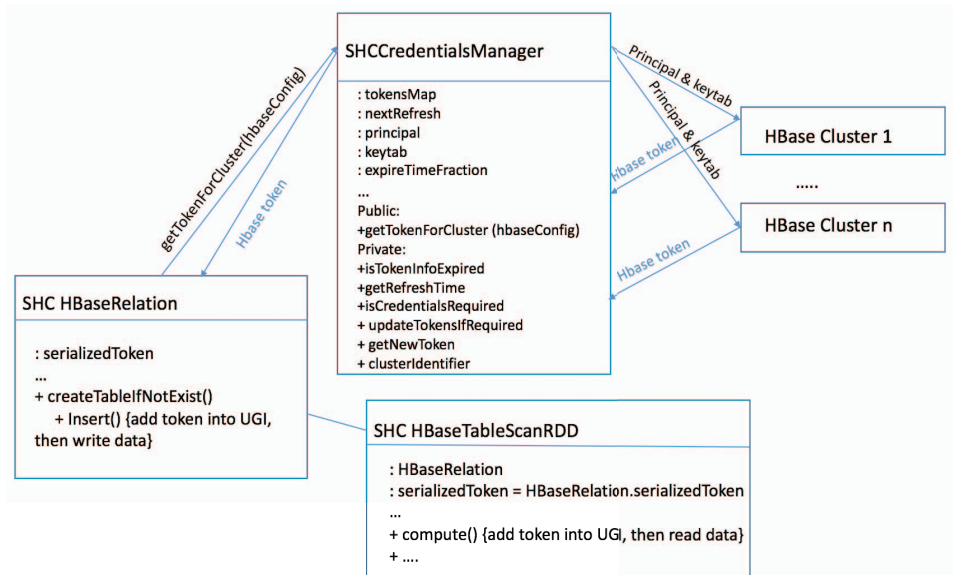 SHCCredentialsManager
: tokensMap
: nextRefresh
: principal
: keytab
: expireTimeFraction
...
Public:
+getTokenForCluster (hbaseConfig)
Private:
+isTokenInfoExpired
+getRefreshTime
+isCredentialsRequired
+ updateTokensIfRequired
+ getNewToken
+ clusterIdentifier
getTokenForCluster(hbaseConfig)
Hbase token
Principal & keytab
Principal & keytab
Hbase token
Hbase token
HBase Cluster 1
.....
HBase Cluster n
SHC HBaseRelation
: serializedToken
...
+ createTableIfNotExist()
+ Insert() {add token into UGI,
then write data}
SHC HBaseTableScanRDD
: HBaseRelation
: serializedToken = HBaseRelation.serializedToken
...
+ compute() {add token into UGI, then read data}
+ ....